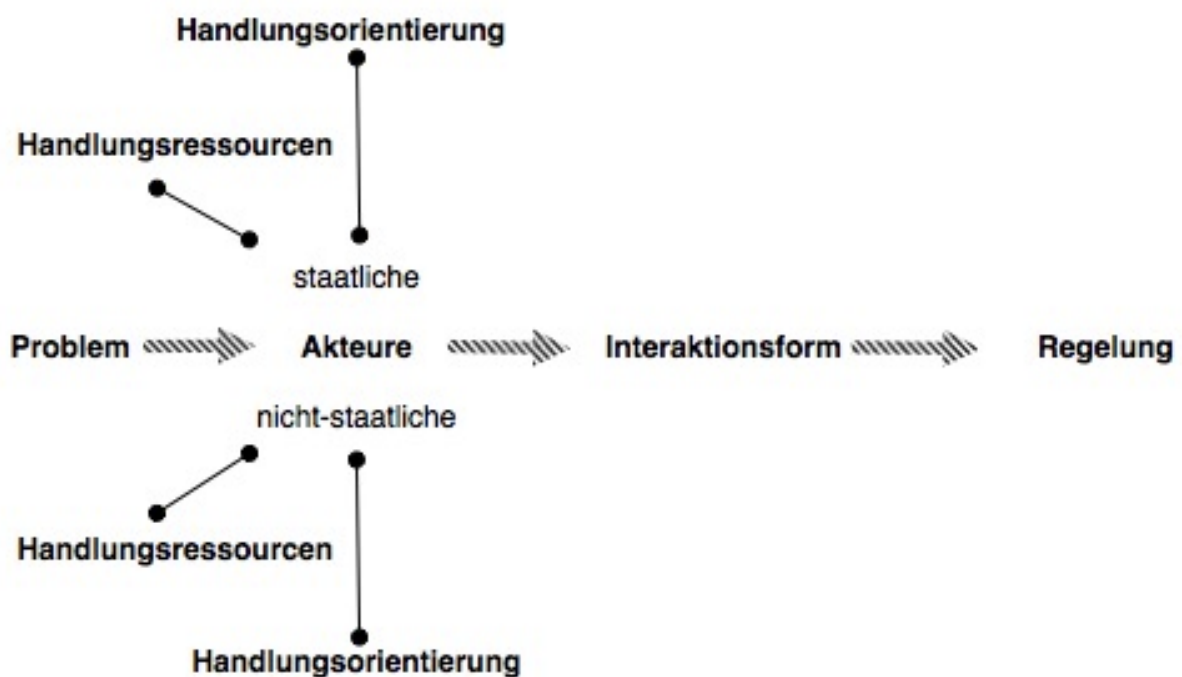 Handlungsorientierung
Handlungsressourcen
staatliche
Problem Akteure Interaktionsform Regelung
nicht-staatliche
Handlungsressourcen
Handlungsorientierung